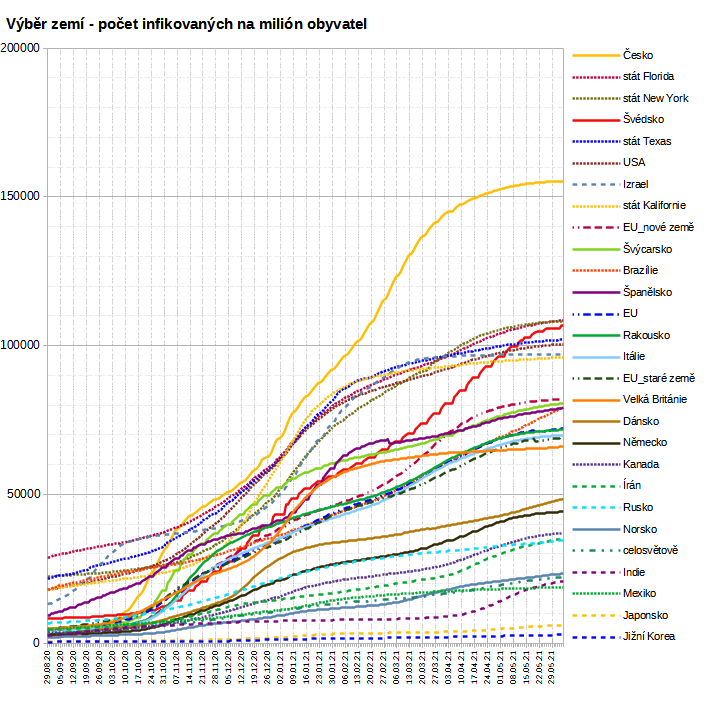 Výběr zemí - počet infikovaných na milión obyvatel
200000
150000
100000
50000
0
29.08.20
05.09.20
12.09.20
19.09.20
26.09.20
03.10.20
10.10.20
17.10.20
24.10.20
31.10.20
07.11.20
14.11.20
21.11.20
28.11.20
05.12.20
12.12.20
19.12.20
26.12.20
02.01.21
09.01.21
16.01.21
23.01.21
30.01.21
06.02.21
13.02.21
20.02.21
27.02.21
06.03.21
13.03.21
20.03.21
27.03.21
03.04.21
10.04.21
17.04.21
24.04.21
01.05.21
08.05.21
15.05.21
22.05.21
29.05.21
Česko
stát Florida
stát New York
Švédsko
stát Texas
USA
Izrael
stát Kalifornie
EU_nové země
Švýcarsko
Brazílie
Španělsko
EU
Rakousko
Itálie
EU_staré země
Velká Británie
Dánsko
Německo
Kanada
Írán
Rusko
Norsko
celosvětově
Indie
Mexiko
Japonsko
Jižní Korea